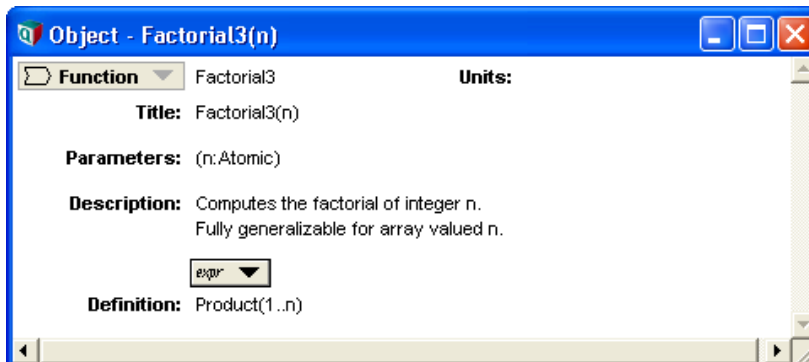 Object - Factorial3(n)
Function Factorial3 Units:
Title: Factorial3(n)
Parameters: (n:Atomic)
Description: Computes the factorial of integer n.
Fully generalizable for array valued n.
expr
Definition: Product(1..n)